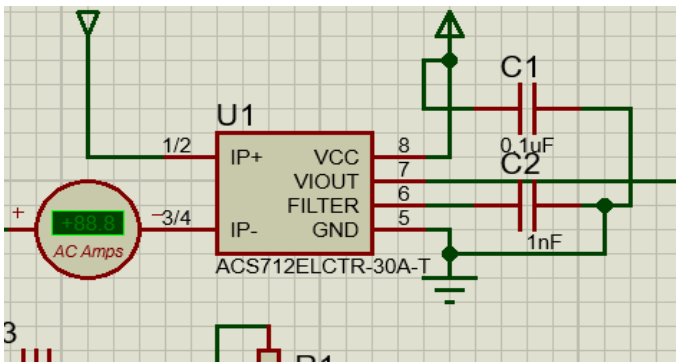 C1
U1
0.1uF
1/2
IP+
VCC
8
C2
VIOUT
7
+
+88.8
−
3/4
FILTER
6
IP-
GND
5
1nF
AC Amps
ACS712ELCTR-30A-T
3
R1